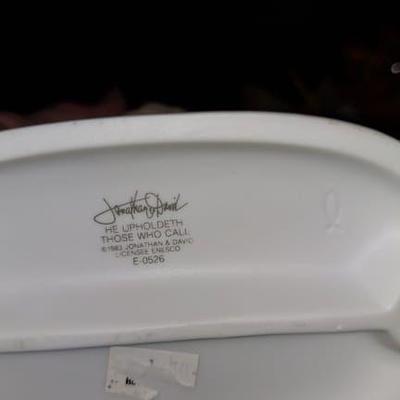 Jonathan & David
HE UPHOLDETH
THOSE WHO CALL
©1983 JONATHAN & DAVID
LICENSEE ENESCO
E-0526